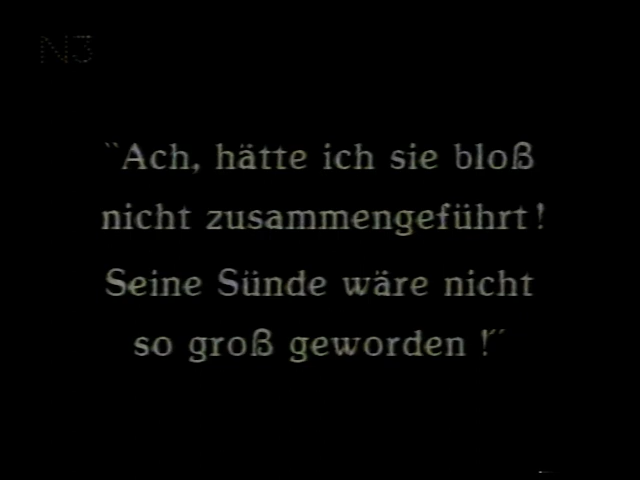 N3
"Ach, hätte ich sie bloß
nicht zusammengeführt!
Seine Sünde wäre nicht
so groß geworden !"